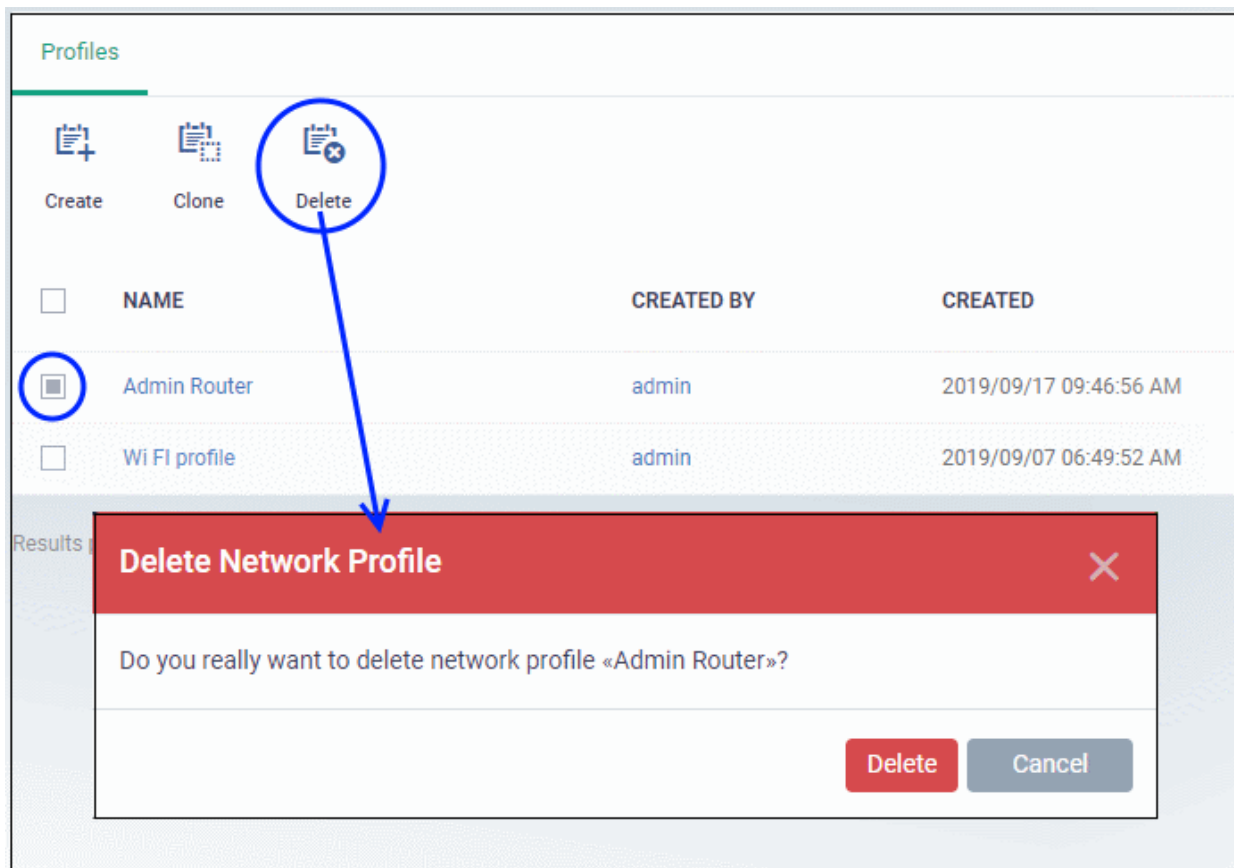 Profiles
Create Clone Delete
NAME CREATED BY CREATED
Admin Router admin 2019/09/17 09:46:56 AM
Wi FI profile admin 2019/09/07 06:49:52 AM
Results
Delete Network Profile
Do you really want to delete network profile «Admin Router»?
Delete Cancel